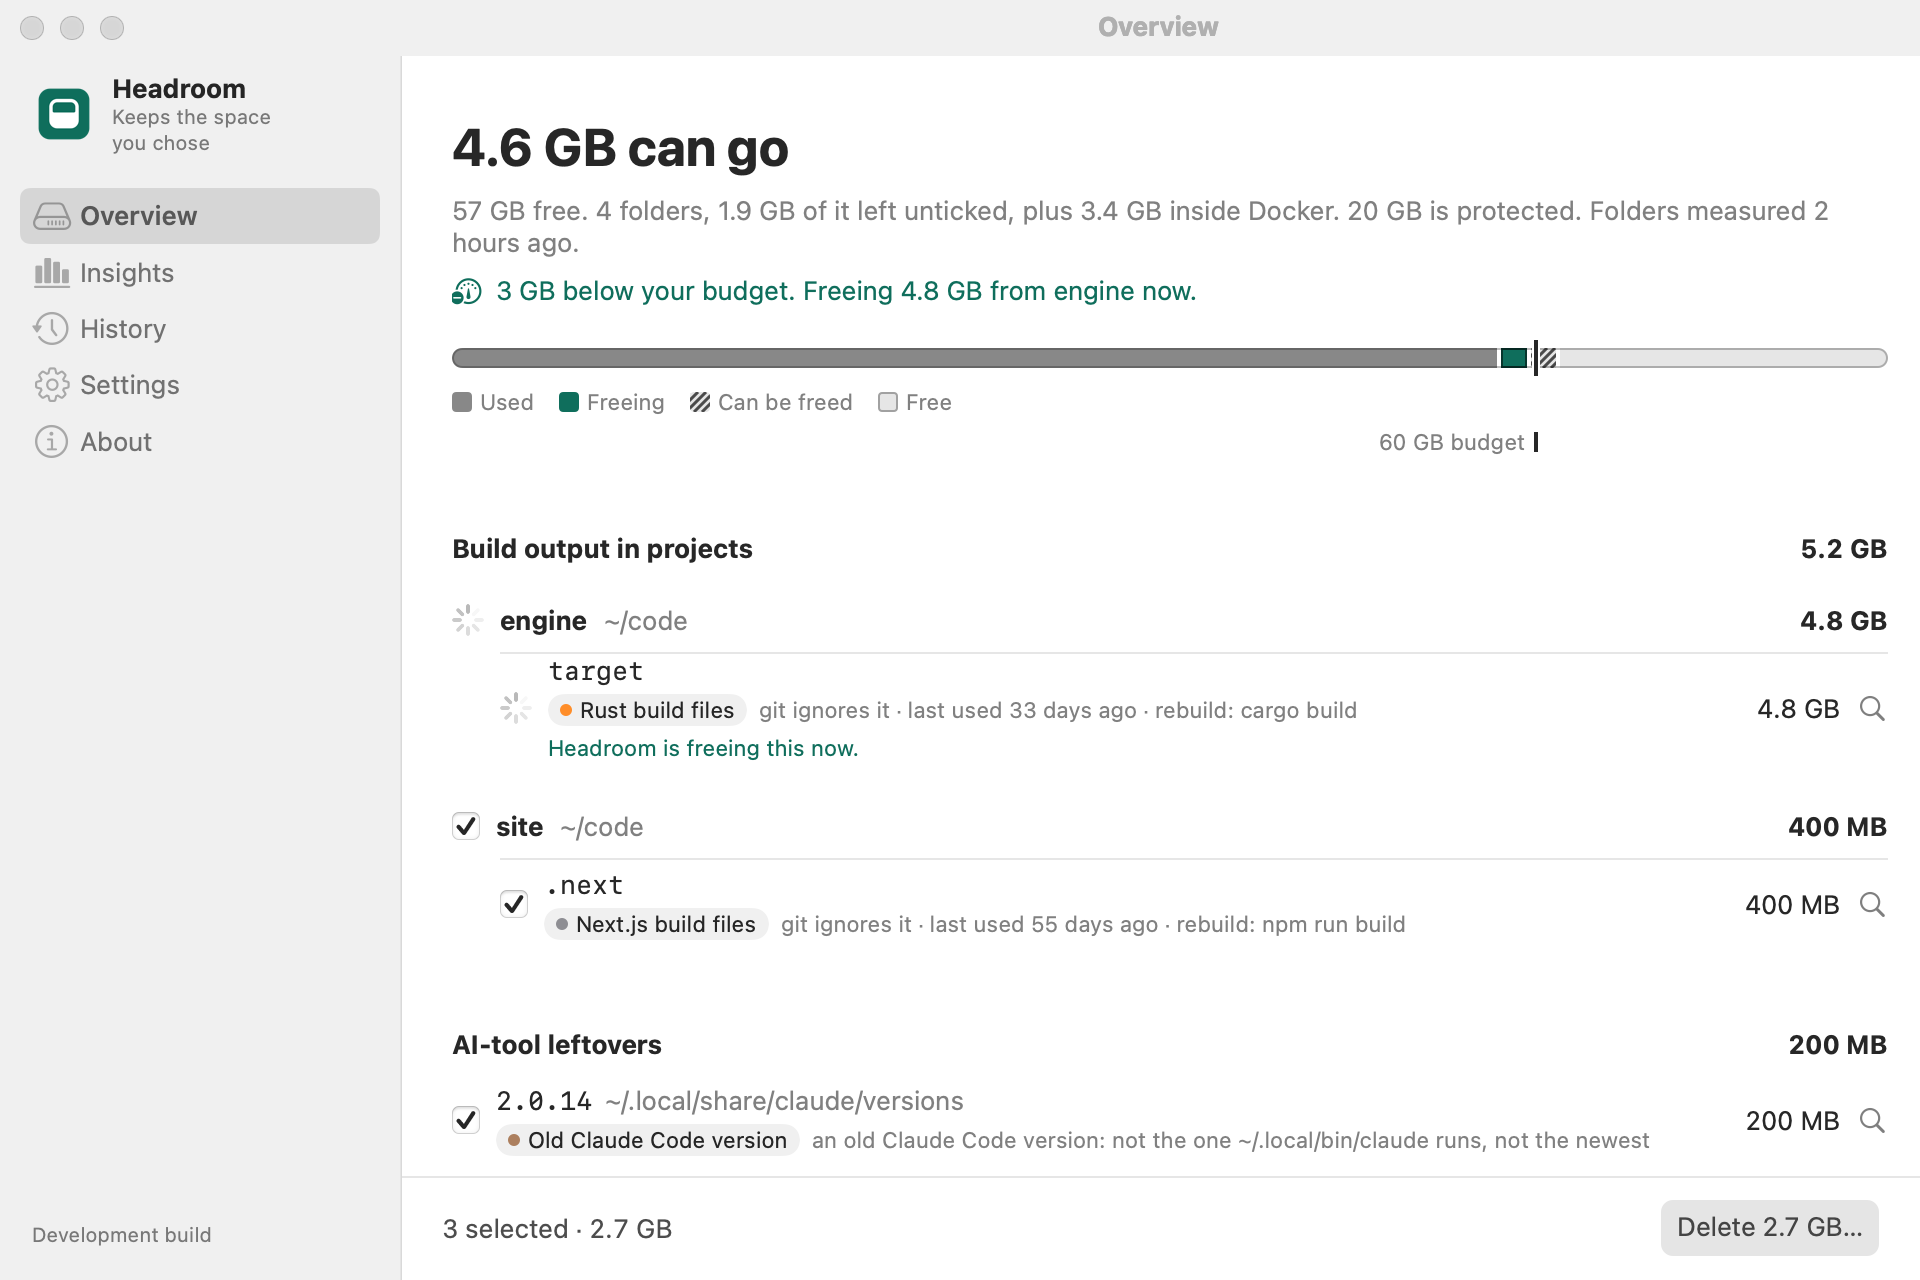 Overview
Headroom
Keeps the space
you chose
Overview
Insights
History
Settings
About
Development build
4.6 GB can go
57 GB free. 4 folders, 1.9 GB of it left unticked, plus 3.4 GB inside Docker. 20 GB is protected. Folders measured 2
hours ago.
3 GB below your budget. Freeing 4.8 GB from engine now.
Used Freeing Can be freed Free
60 GB budget
Build output in projects 5.2 GB
engine ~/code 4.8 GB
target
Rust build files git ignores it · last used 33 days ago · rebuild: cargo build 4.8 GB
Headroom is freeing this now.
site ~/code 400 MB
.next
Next.js build files git ignores it · last used 55 days ago · rebuild: npm run build 400 MB
AI-tool leftovers 200 MB
2.0.14 ~/.local/share/claude/versions
Old Claude Code version an old Claude Code version: not the one ~/.local/bin/claude runs, not the newest 200 MB
3 selected · 2.7 GB Delete 2.7 GB...